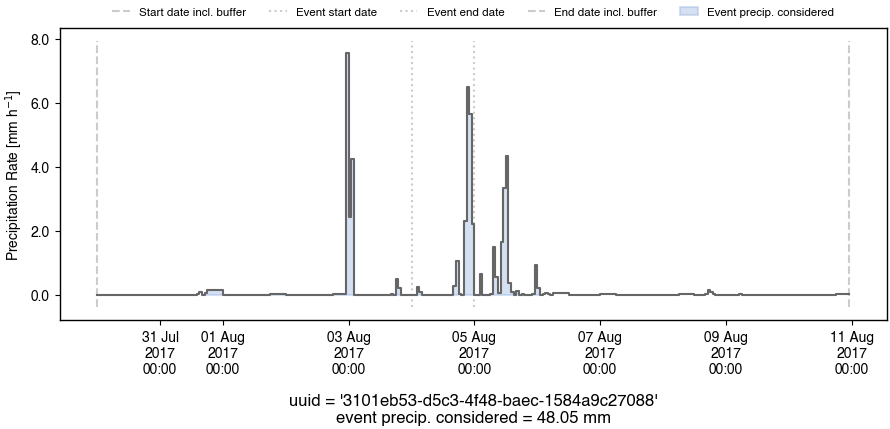 Start date incl. buffer Event start date Event end date End date incl. buffer Event precip. considered
8.0
6.0
4.0
2.0
0.0
Precipitation Rate [mm h⁻¹]
31 Jul 01 Aug 03 Aug 05 Aug 07 Aug 09 Aug 11 Aug
2017 2017 2017 2017 2017 2017 2017
00:00 00:00 00:00 00:00 00:00 00:00 00:00
uuid = '3101eb53-d5c3-4f48-baec-1584a9c27088'
event precip. considered = 48.05 mm